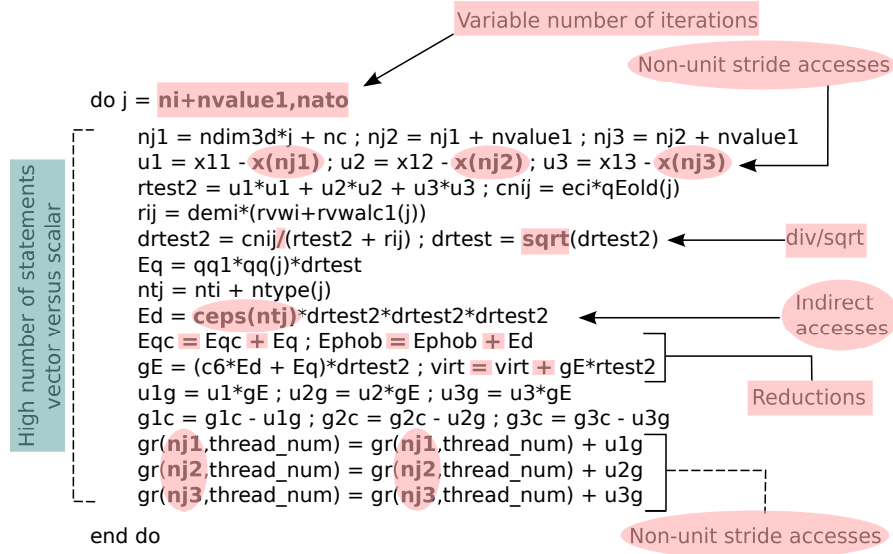 Variable number of iterations
Non-unit stride accesses
do j = ni+nvalue1,nato
High number of statements
vector versus scalar
nj1 = ndim3d*j + nc ; nj2 = nj1 + nvalue1 ; nj3 = nj2 + nvalue1
u1 = x11 - x(nj1) ; u2 = x12 - x(nj2) ; u3 = x13 - x(nj3)
rtest2 = u1*u1 + u2*u2 + u3*u3 ; cnij = eci*qEold(j)
rij = demi*(rvwi+rvwalc1(j))
drtest2 = cnij/(rtest2 + rij) ; drtest = sqrt(drtest2)
div/sqrt
Eq = qq1*qq(j)*drtest
ntj = nti + ntype(j)
Ed = ceps(ntj)*drtest2*drtest2*drtest2
Indirect
accesses
Eqc = Eqc + Eq ; Ephob = Ephob + Ed
gE = (c6*Ed + Eq)*drtest2 ; virt = virt + gE*rtest2
Reductions
u1g = u1*gE ; u2g = u2*gE ; u3g = u3*gE
g1c = g1c - u1g ; g2c = g2c - u2g ; g3c = g3c - u3g
gr(nj1,thread_num) = gr(nj1,thread_num) + u1g
gr(nj2,thread_num) = gr(nj2,thread_num) + u2g
gr(nj3,thread_num) = gr(nj3,thread_num) + u3g
Non-unit stride accesses
end do